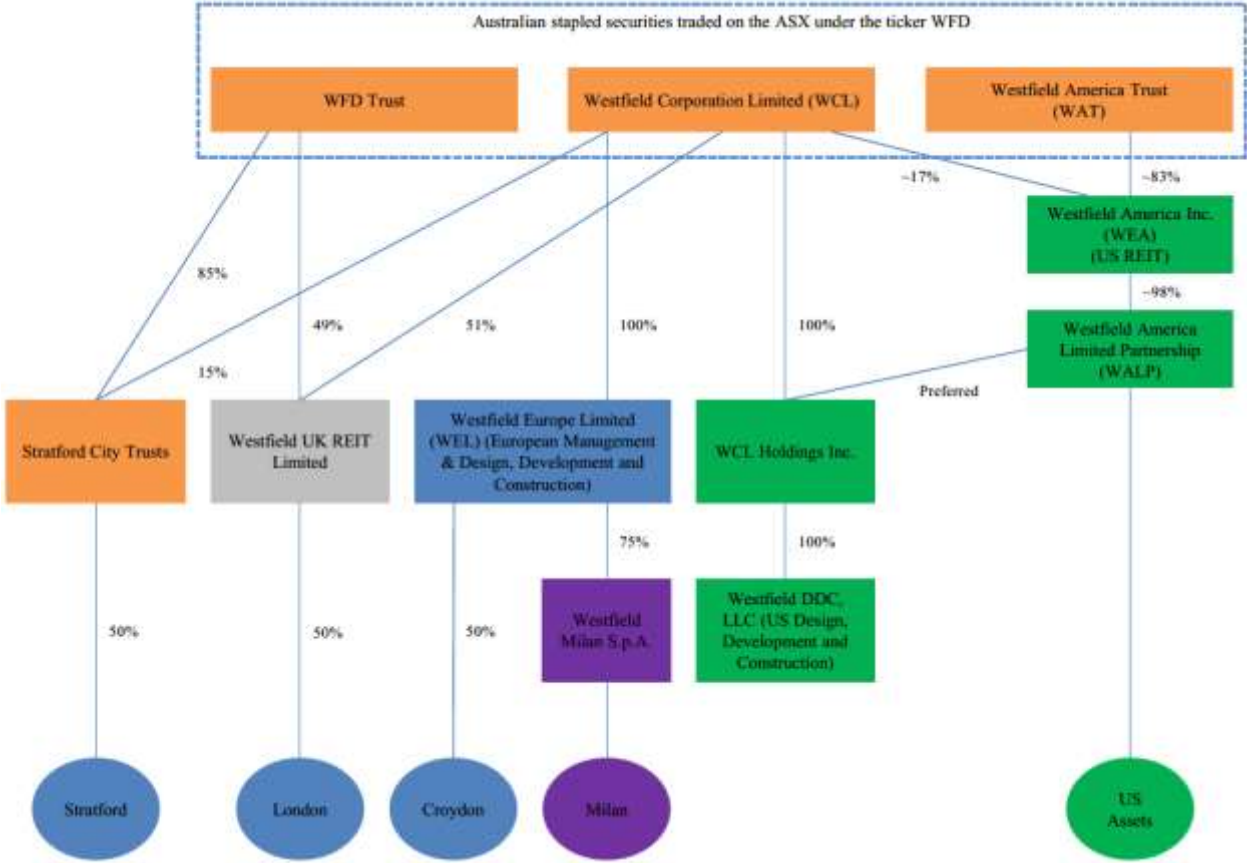 Australian stapled securities traded on the ASX under the ticker WFD
WFD Trust
Westfield Corporation Limited (WCL)
Westfield America Trust
(WAT)
~17%
~83%
Westfield America Inc.
(WEA)
(US REIT)
85%
~98%
49%
51%
100%
100%
Westfield America
Limited Partnership
(WALP)
15%
Preferred
Stratford City Trusts
Westfield UK REIT
Limited
Westfield Europe Limited
(WEL) (European Management
& Design, Development and
Construction)
WCL Holdings Inc.
75%
100%
50%
50%
50%
Westfield
Milan S.p.A.
Westfield DDC,
LLC (US Design,
Development and
Construction)
Stratford
London
Croydon
Milan
US
Assets